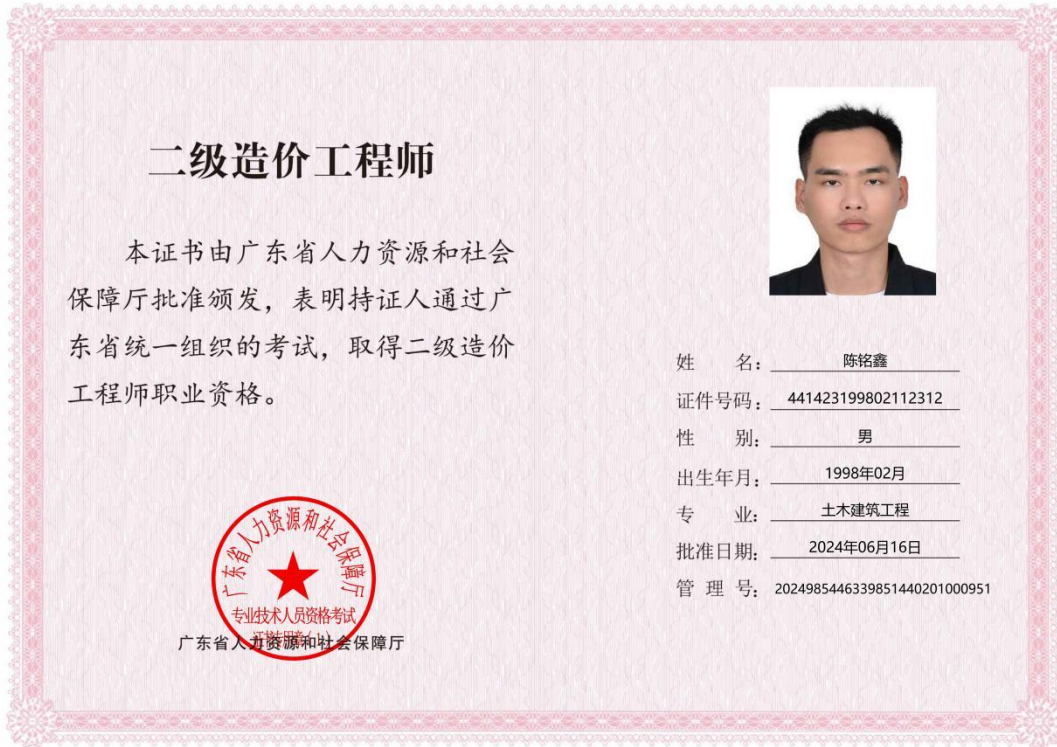 二级造价工程师
本证书由广东省人力资源和社会
保障厅批准颁发，表明持证人通过广
东省统一组织的考试，取得二级造价
工程师职业资格。
广东省人力资源和社会保障厅
专业技术人员资格考试
广东省人力资源和社会保障厅
姓 名：陈铭鑫
证件号码：441423199802112312
性 别：男
出生年月：1998年02月
专 业：土木建筑工程
批准日期：2024年06月16日
管 理 号：2024985446339851440201000951